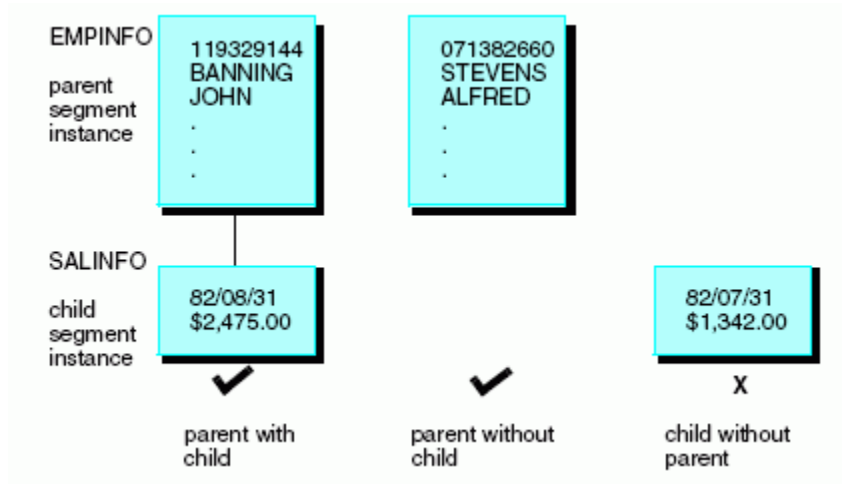 EMPINFO
parent
segment
instance
119329144
BANNING
JOHN
.
.
.
071382660
STEVENS
ALFRED
.
.
.
SALINFO
child
segment
instance
82/08/31
$2,475.00
82/07/31
$1,342.00
X
parent with
child
parent without
child
child without
parent